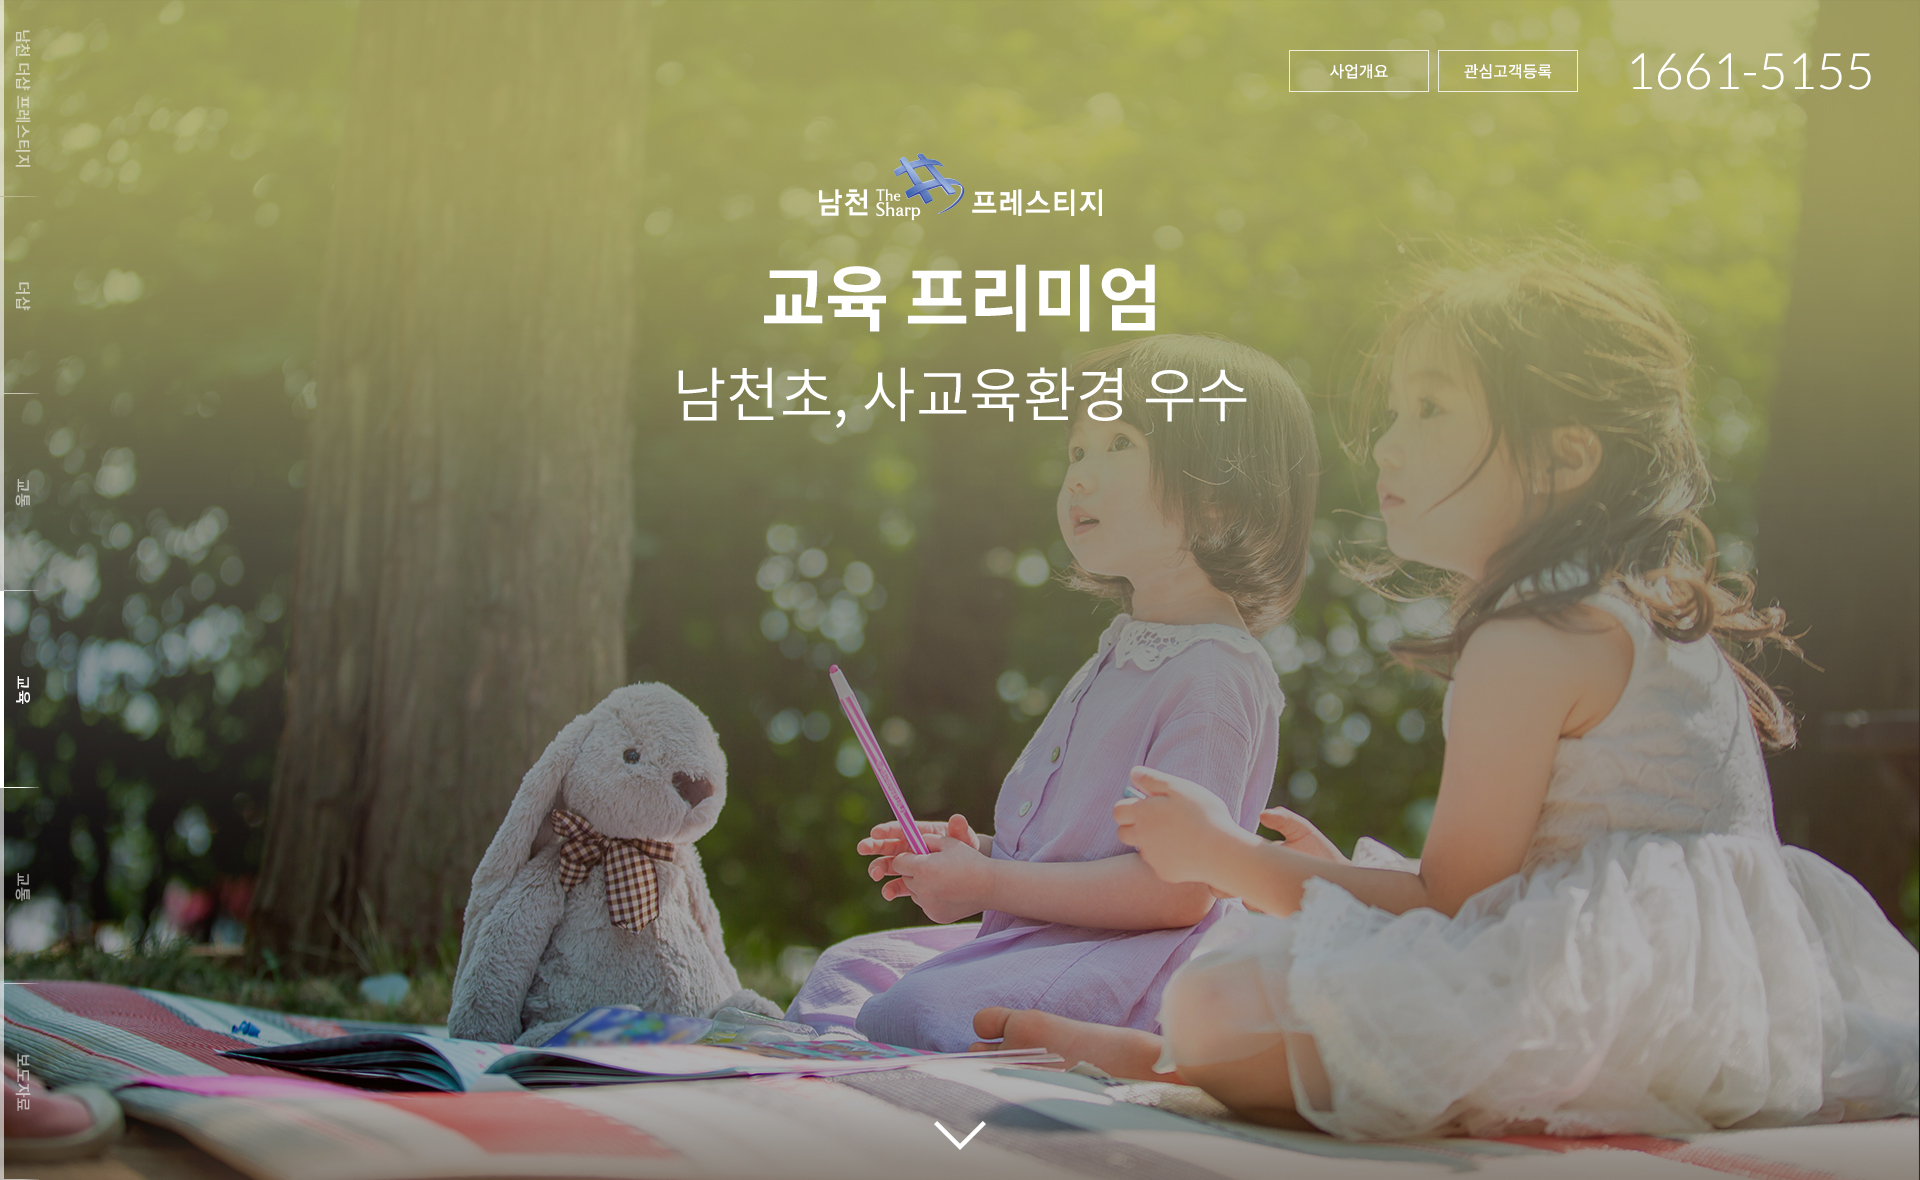 사업개요
관심고객등록
1661-5155
남천 The Sharp 프레스티지
교육 프리미엄
남천초, 사교육환경 우수
남천 더샵 프레스티지
더샵
교통
교육
교통
보도자료